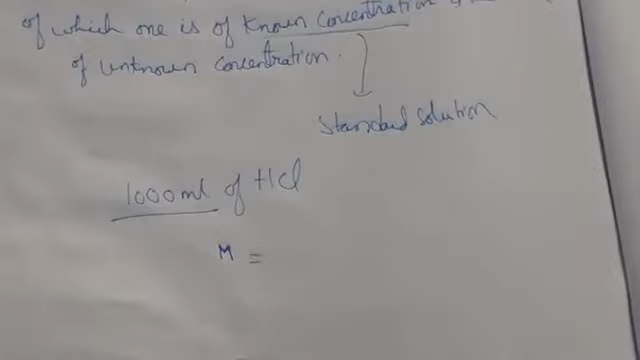 of which one is of known concentration
of unknown concentration.
standard solution
1000ml of HCl
M =